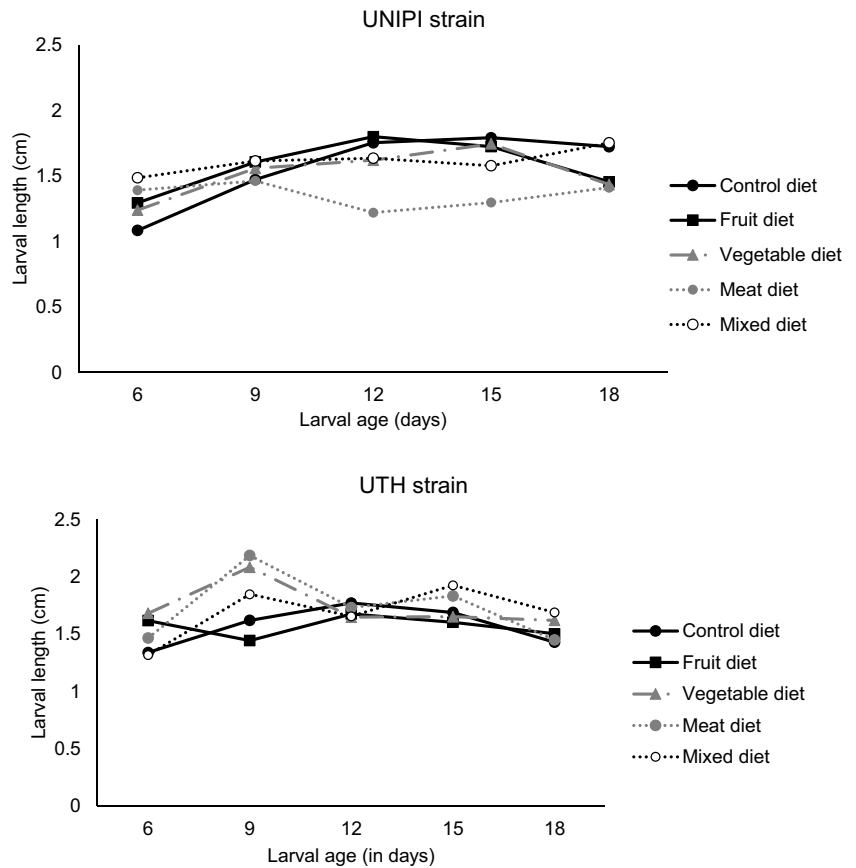 UNIPI strain
2.5
2
1.5
1
0.5
0
Larval length (cm)
6 9 12 15 18
Larval age (days)
Control diet
Fruit diet
Vegetable diet
Meat diet
Mixed diet
UTH strain
2.5
2
1.5
1
0.5
0
Larval length (cm)
6 9 12 15 18
Larval age (in days)
Control diet
Fruit diet
Vegetable diet
Meat diet
Mixed diet